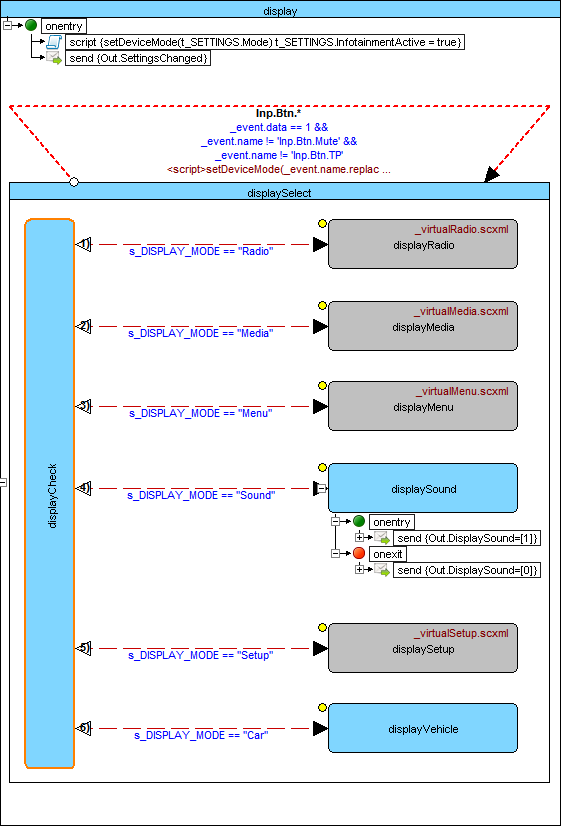 display
onentry
script {setDeviceMode(t_SETTINGS.Mode) t_SETTINGS.InfotainmentActive = true}
send {Out.SettingsChanged}
Inp.Btn.*
_event.data == 1 &&
_event.name != 'Inp.Btn.Mute' &&
_event.name != 'Inp.Btn.TP'
<script>setDeviceMode(_event.name.replac ...
displaySelect
displayCheck
1)
s_DISPLAY_MODE == "Radio"
_virtualRadio.scxml
displayRadio
2)
s_DISPLAY_MODE == "Media"
_virtualMedia.scxml
displayMedia
3)
s_DISPLAY_MODE == "Menu"
_virtualMenu.scxml
displayMenu
4)
s_DISPLAY_MODE == "Sound"
displaySound
onentry
send {Out.DisplaySound=[1]}
onexit
send {Out.DisplaySound=[0]}
5)
s_DISPLAY_MODE == "Setup"
_virtualSetup.scxml
displaySetup
6)
s_DISPLAY_MODE == "Car"
displayVehicle